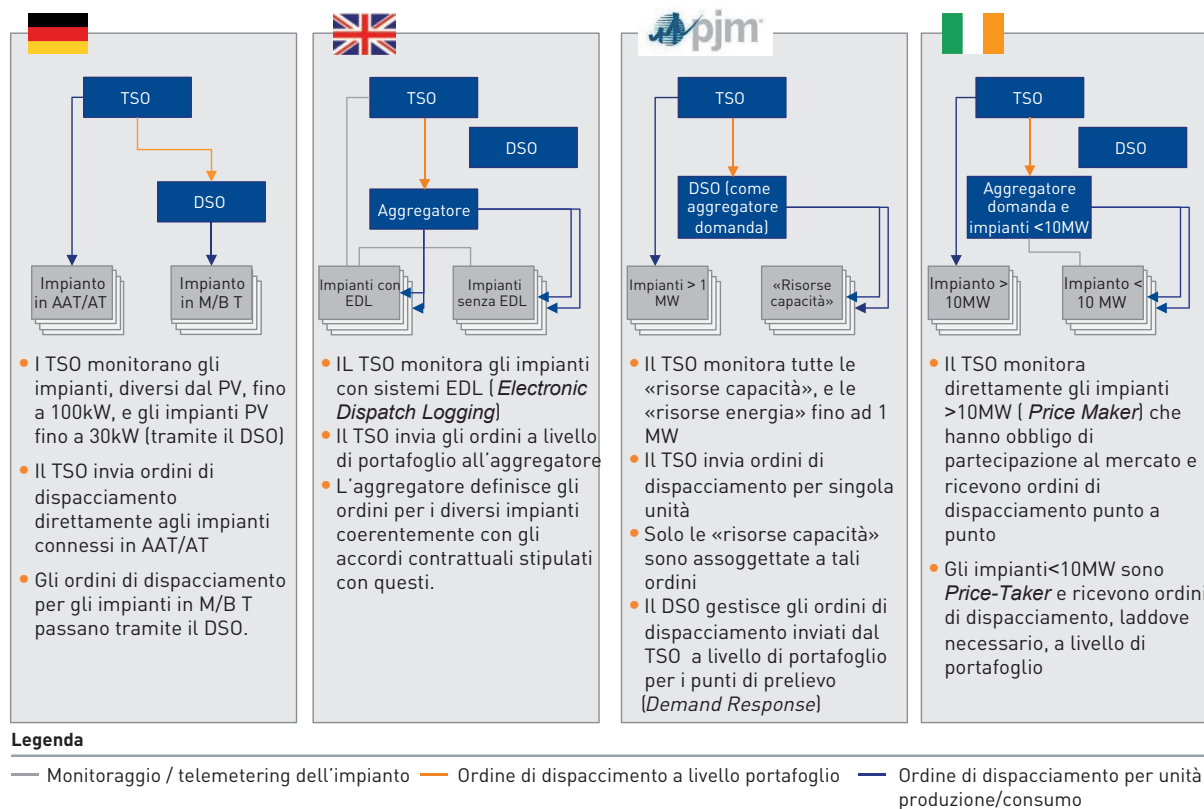 TSO
DSO
Impianto
in AAT/AT
Impianto
in M/B T
• I TSO monitorano gli
impianti, diversi dal PV, fino
a 100kW, e gli impianti PV
fino a 30kW (tramite il DSO)
• Il TSO invia ordini di
dispacciamento
direttamente agli impianti
connessi in AAT/AT
• Gli ordini di dispacciamento
per gli impianti in M/B T
passano tramite il DSO.
TSO
DSO
Aggregatore
Impianti con
EDL
Impianti
senza EDL
• IL TSO monitora gli impianti
con sistemi EDL (Electronic
Dispatch Logging)
• Il TSO invia gli ordini a livello
di portafoglio all'aggregatore
• L'aggregatore definisce gli
ordini per i diversi impianti
coerentemente con gli
accordi contrattuali stipulati
con questi.
pjm
TSO
DSO (come
aggregatore
domanda)
Impianti > 1
MW
«Risorse
capacità»
• Il TSO monitora tutte le
«risorse capacità», e le
«risorse energia» fino ad 1
MW
• Il TSO invia ordini di
dispacciamento per singola
unità
• Solo le «risorse capacità»
sono assoggettate a tali
ordini
• Il DSO gestisce gli ordini di
dispacciamento inviati dal
TSO a livello di portafoglio
per i punti di prelievo
(Demand Response)
TSO
DSO
Aggregatore
domanda e
impianti <10MW
Impianto >
10MW
Impianto <
10 MW
• Il TSO monitora
direttamente gli impianti
>10MW ( Price Maker) che
hanno obbligo di
partecipazione al mercato e
ricevono ordini di
dispacciamento punto a
punto
• Gli impianti<10MW sono
Price-Taker e ricevono ordini
di dispacciamento, laddove
necessario, a livello di
portafoglio
Legenda
Monitoraggio / telemetering dell'impianto
Ordine di dispaccimento a livello portafoglio
Ordine di dispacciamento per unità
produzione/consumo